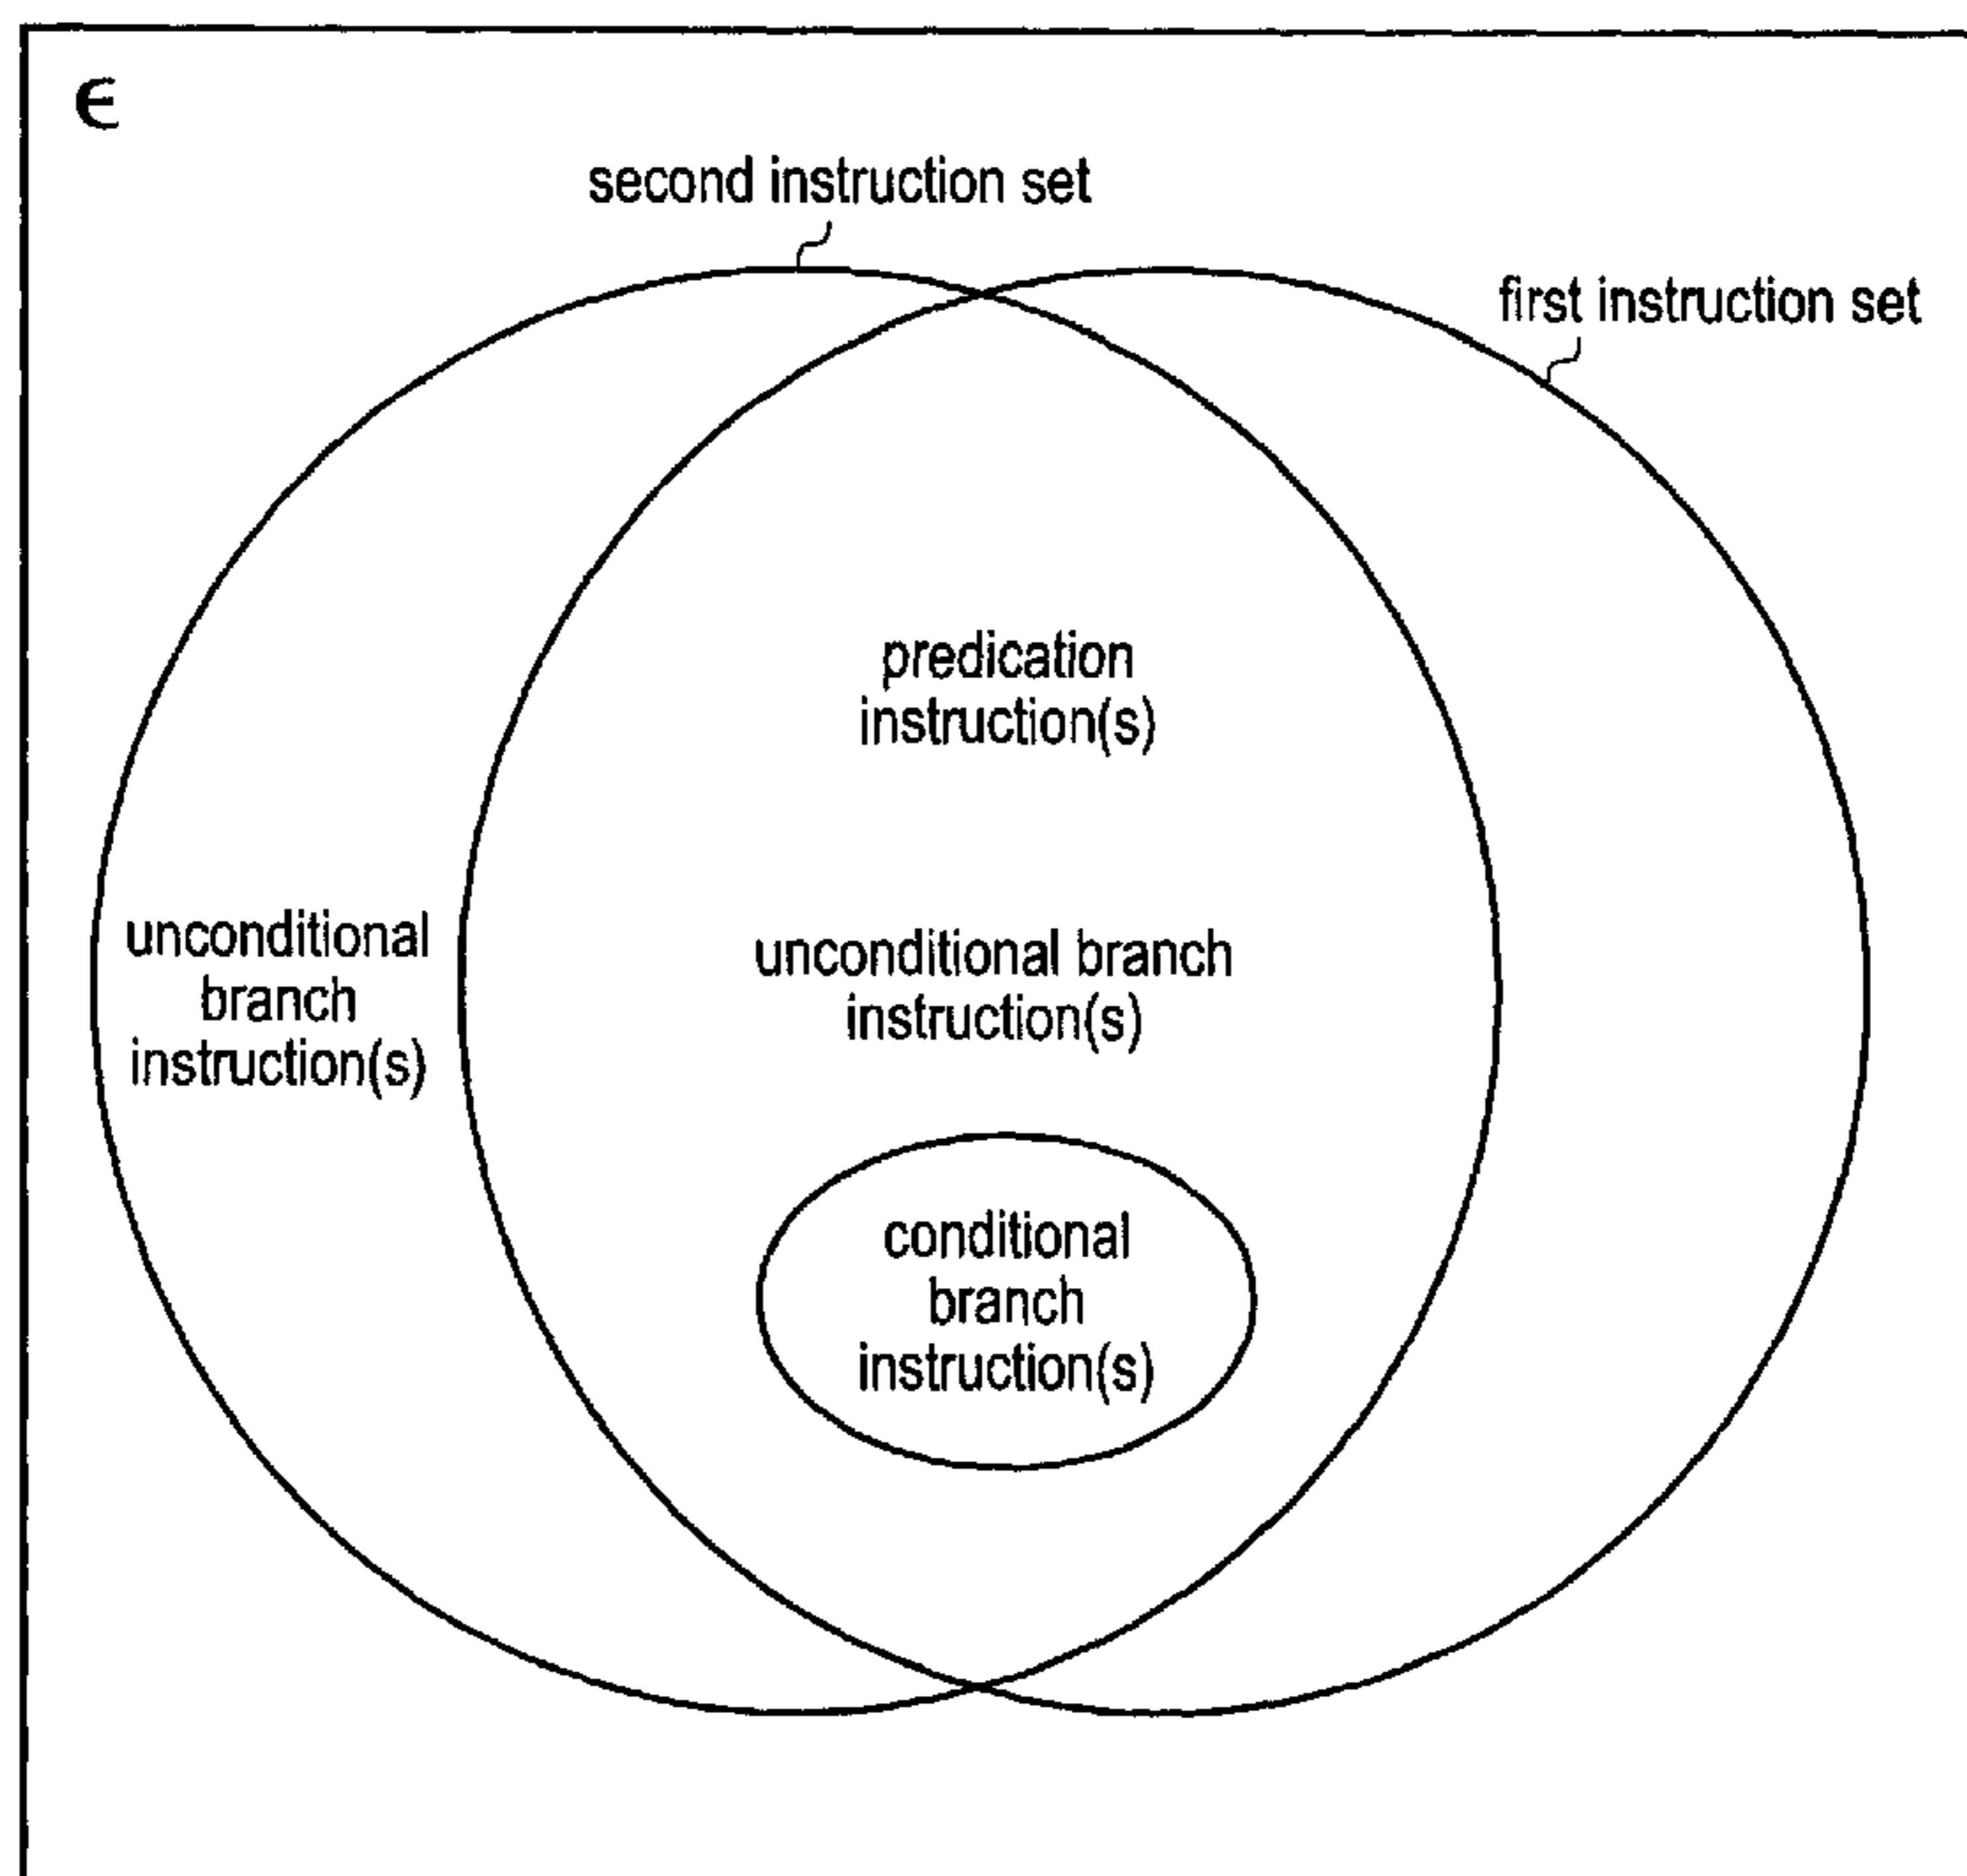 ϵ
second instruction set
first instruction set
predication
instruction(s)
unconditional
branch
instruction(s)
unconditional branch
instruction(s)
conditional
branch
instruction(s)